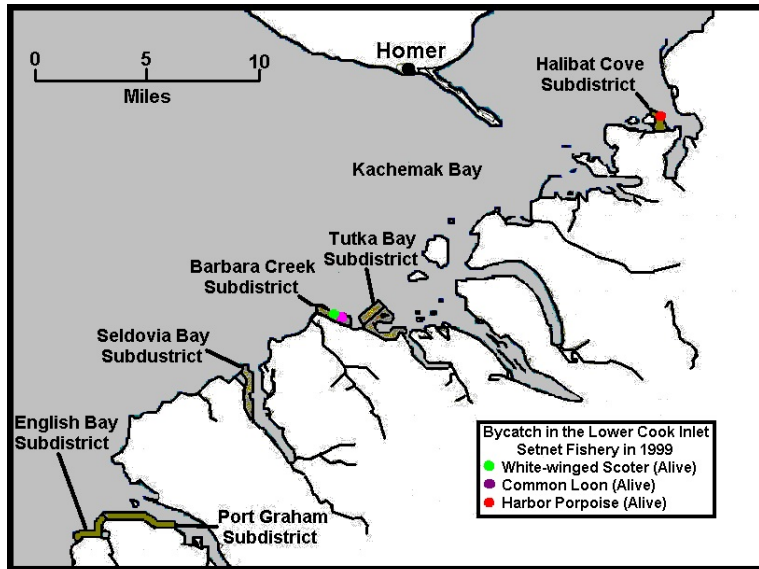 Homer
0 5 10
Miles
Halibat Cove
Subdistrict
Kachemak Bay
Tutka Bay
Subdistrict
Barbara Creek
Subdistrict
Seldovia Bay
Subdustrict
English Bay
Subdistrict
Port Graham
Subdistrict
Bycatch in the Lower Cook Inlet
Setnet Fishery in 1999
White-winged Scoter (Alive)
Common Loon (Alive)
Harbor Porpoise (Alive)